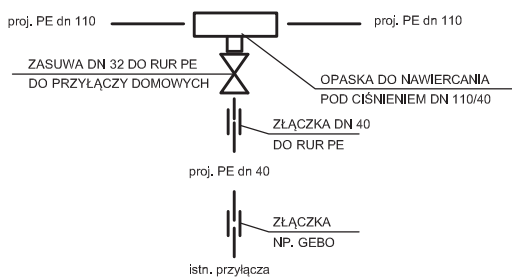 proj. PE dn 110
proj. PE dn 110
ZASUWA DN 32 DO RUR PE
DO PRZYŁĄCZY DOMOWYCH
OPASKA DO NAWIERCANIA
POD CIŚNIENIEM DN 110/40
ZŁĄCZKA DN 40
DO RUR PE
proj. PE dn 40
ZŁĄCZKA
NP. GEBO
istn. przyłącza